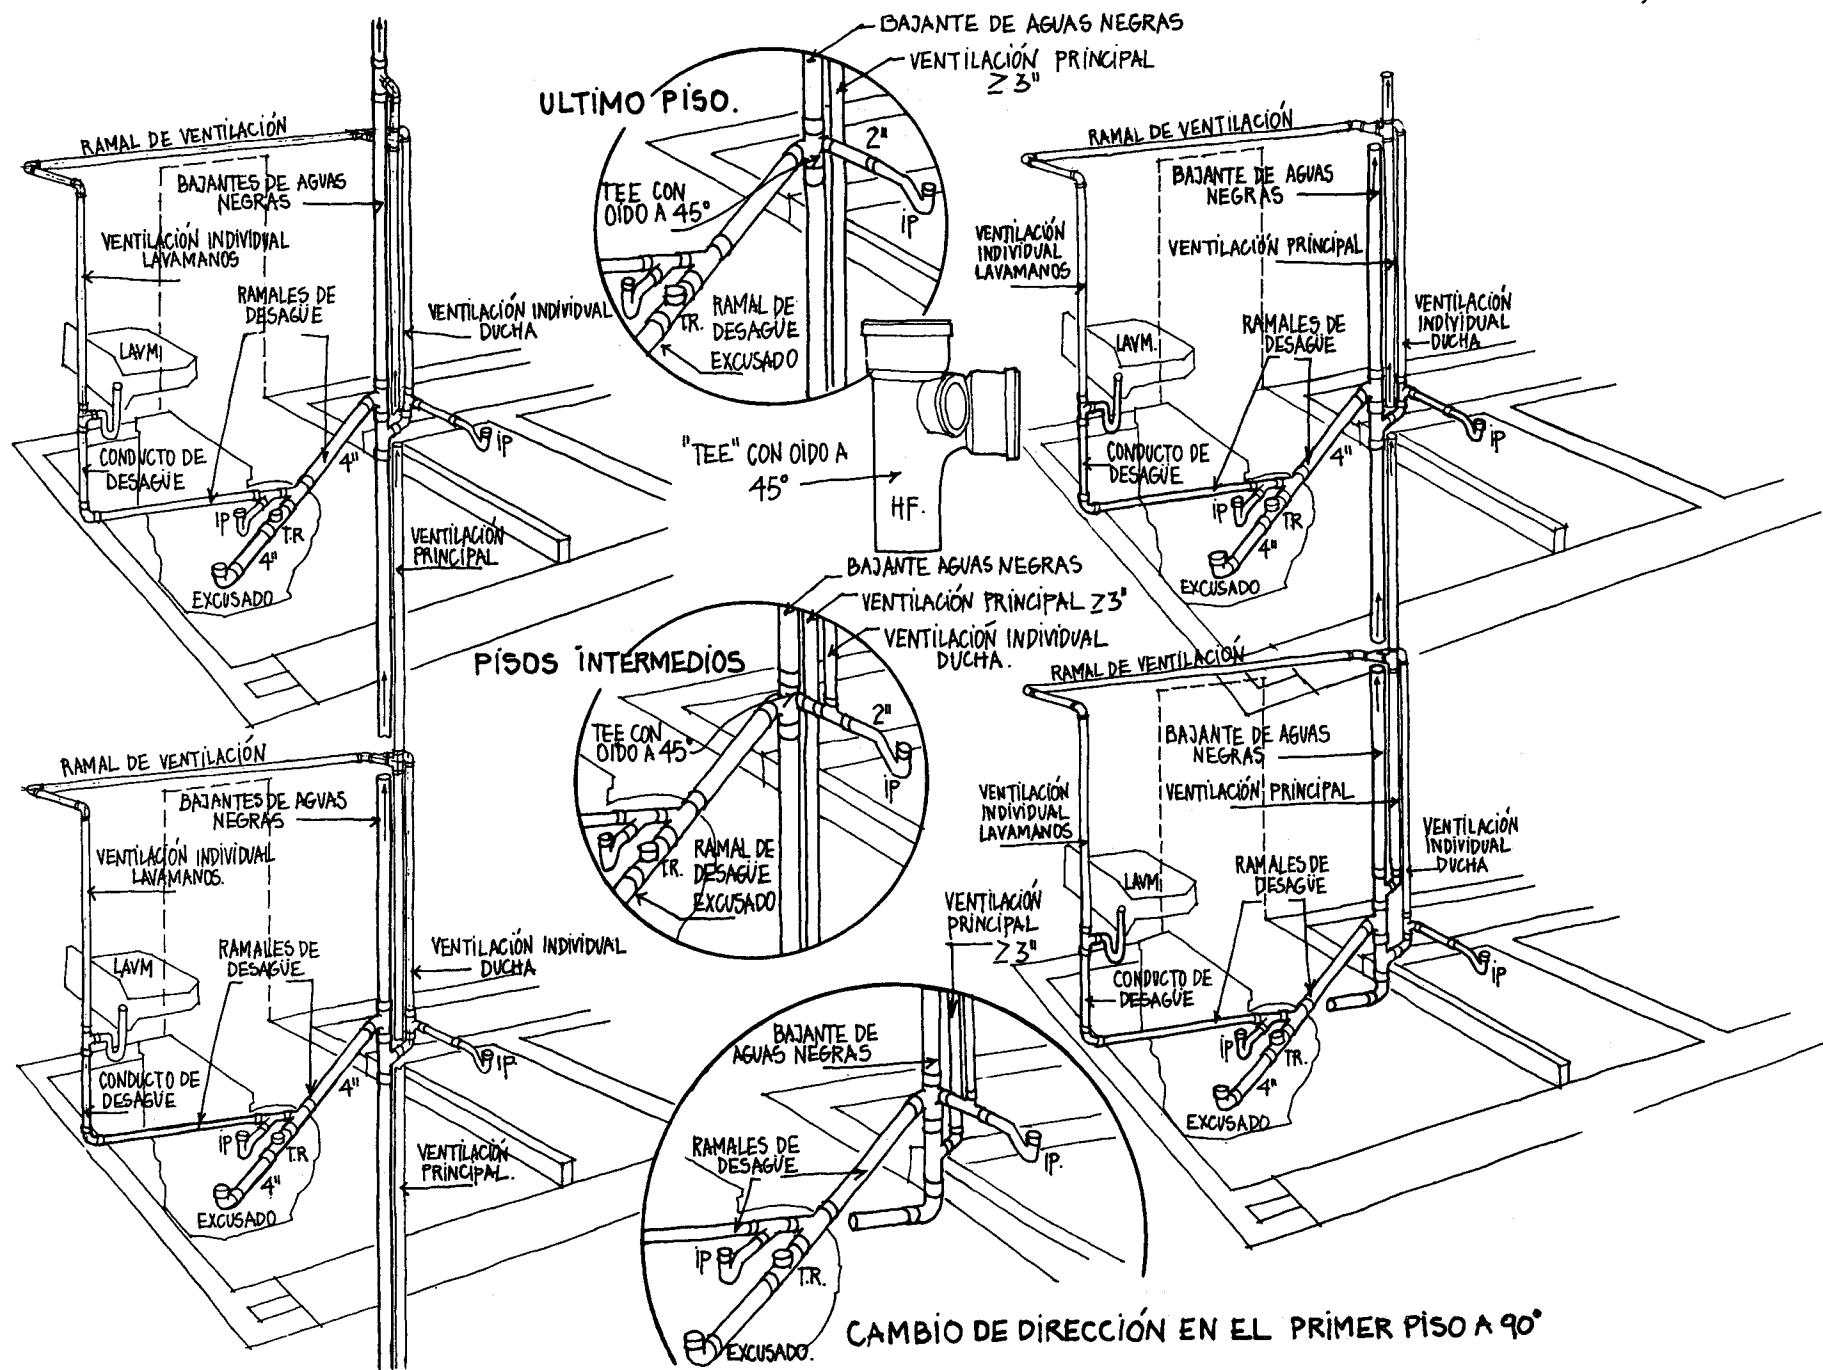 BAJANTE DE AGUAS NEGRAS
VENTILACIÓN PRINCIPAL
≥3"
ULTIMO PISO.
2"
TEE CON
OIDO A 45°
IP
T.R.
RAMAL DE
DESAGÜE
EXCUSADO
RAMAL DE VENTILACIÓN
BAJANTES DE AGUAS
NEGRAS
VENTILACIÓN INDIVIDUAL
LAVAMANOS
RAMALES DE
DESAGÜE
VENTILACIÓN INDIVIDUAL
DUCHA
LAVM
CONDUCTO DE
DESAGÜE
4"
IP
IP
T.R
4"
EXCUSADO
VENTILACIÓN
PRINCIPAL
"TEE" CON OIDO A
45°
HF.
RAMAL DE VENTILACIÓN
BAJANTE DE AGUAS
NEGRAS
VENTILACIÓN
INDIVIDUAL
LAVAMANOS
VENTILACIÓN PRINCIPAL
VENTILACIÓN
INDIVIDUAL
DUCHA
RAMALES DE
DESAGÜE
LAVM.
CONDUCTO DE
DESAGÜE
4"
IP
IP
T.R
4"
EXCUSADO
BAJANTE AGUAS NEGRAS
VENTILACIÓN PRINCIPAL ≥3"
VENTILACIÓN INDIVIDUAL
DUCHA.
PISOS INTERMEDIOS
2"
TEE CON
OIDO A 45°
IP
T.R.
RAMAL DE
DESAGÜE
EXCUSADO
RAMAL DE VENTILACIÓN
BAJANTES DE AGUAS
NEGRAS
VENTILACIÓN INDIVIDUAL
LAVAMANOS.
RAMALES DE
DESAGÜE
VENTILACIÓN INDIVIDUAL
DUCHA
LAVM
CONDUCTO DE
DESAGÜE
4"
IP
IP
T.R
4"
EXCUSADO
VENTILACIÓN
PRINCIPAL.
RAMAL DE VENTILACIÓN
BAJANTE DE AGUAS
NEGRAS
VENTILACIÓN PRINCIPAL
VENTILACIÓN
INDIVIDUAL
LAVAMANOS
VENTILACIÓN
INDIVIDUAL
DUCHA
RAMALES DE
DESAGÜE
LAVM
CONDUCTO DE
DESAGÜE
IP
IP
T.R.
4"
EXCUSADO
VENTILACIÓN
PRINCIPAL
≥3"
BAJANTE DE
AGUAS NEGRAS
RAMALES DE
DESAGÜE
IP.
IP
T.R.
EXCUSADO.
CAMBIO DE DIRECCIÓN EN EL PRIMER PISO A 90°